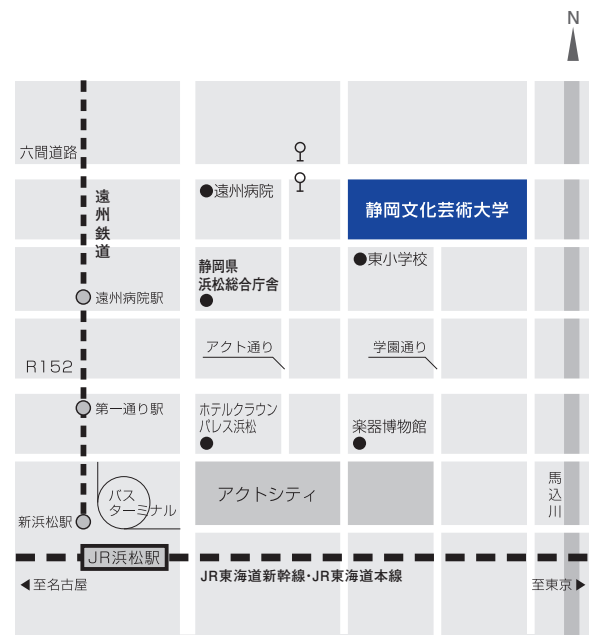 N
六間道路
遠州鉄道
遠州病院
静岡文化芸術大学
東小学校
静岡県
浜松総合庁舎
遠州病院駅
アクト通り
学園通り
R152
第一通り駅
ホテルクラウン
パレス浜松
楽器博物館
アクトシティ
馬込川
バス
ターミナル
新浜松駅
JR浜松駅
JR東海道新幹線・JR東海道本線
◀至名古屋
至東京▶